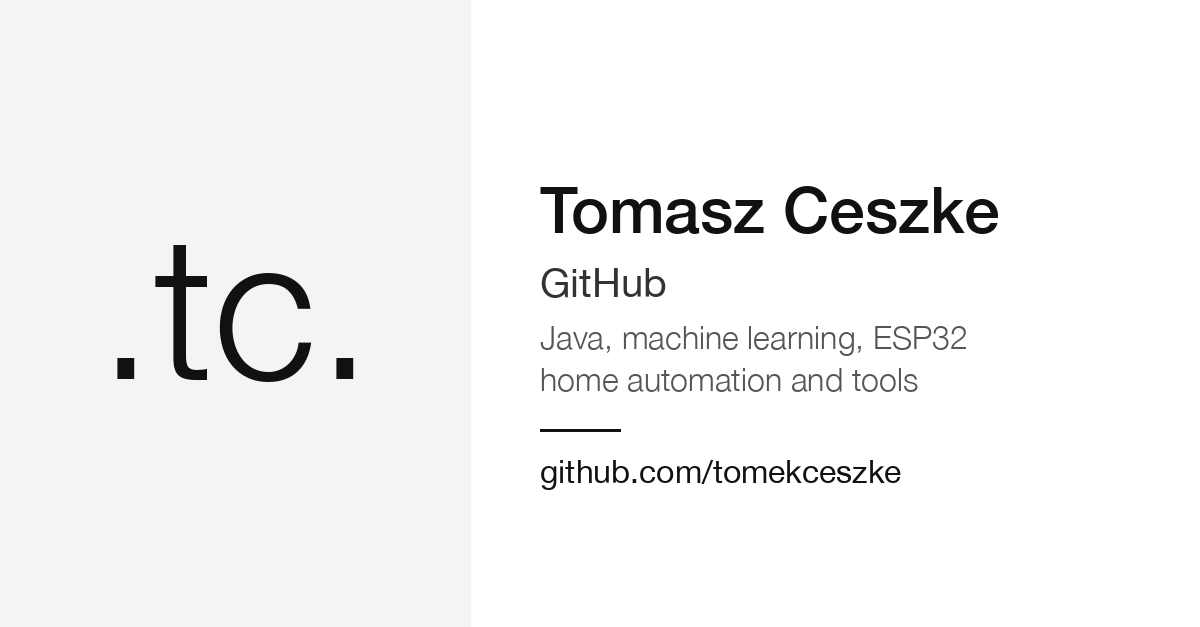 .tc.
Tomasz Ceszke
GitHub
Java, machine learning, ESP32
home automation and tools
github.com/tomekceszke